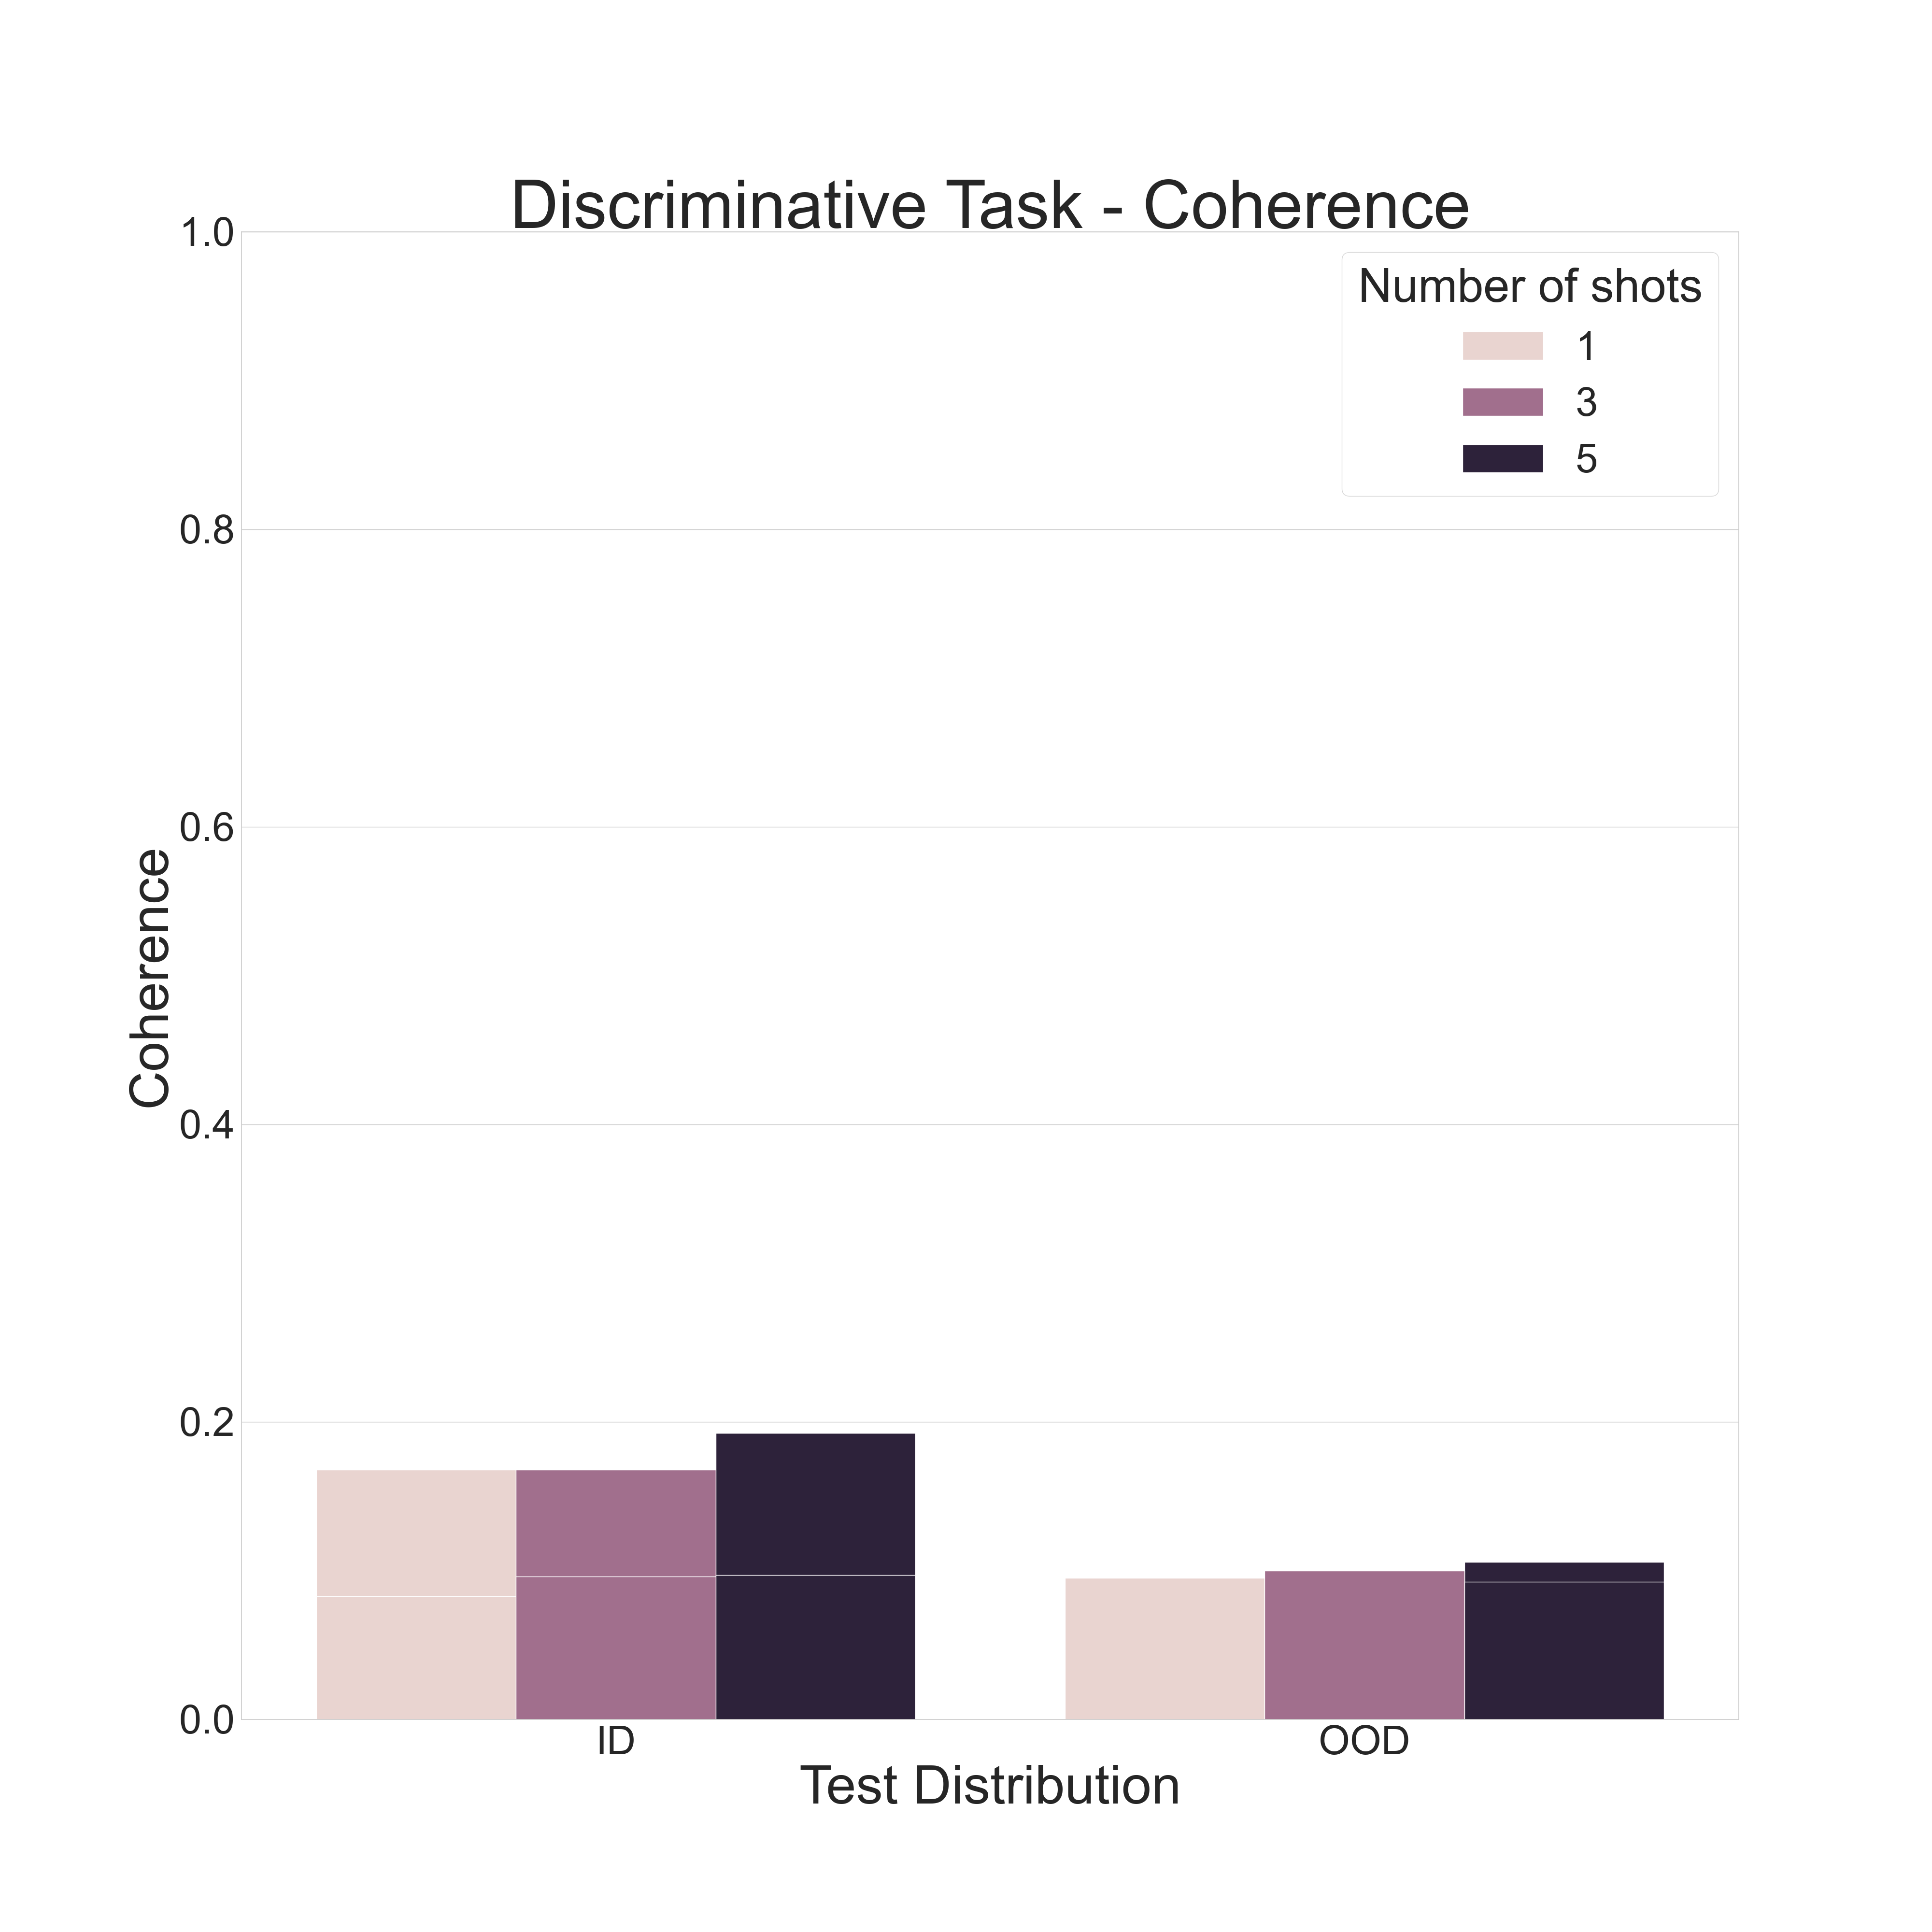 Discriminative Task - Coherence
Number of shots
1
3
5
1.0
0.8
0.6
0.4
0.2
0.0
Coherence
ID
OOD
Test Distribution